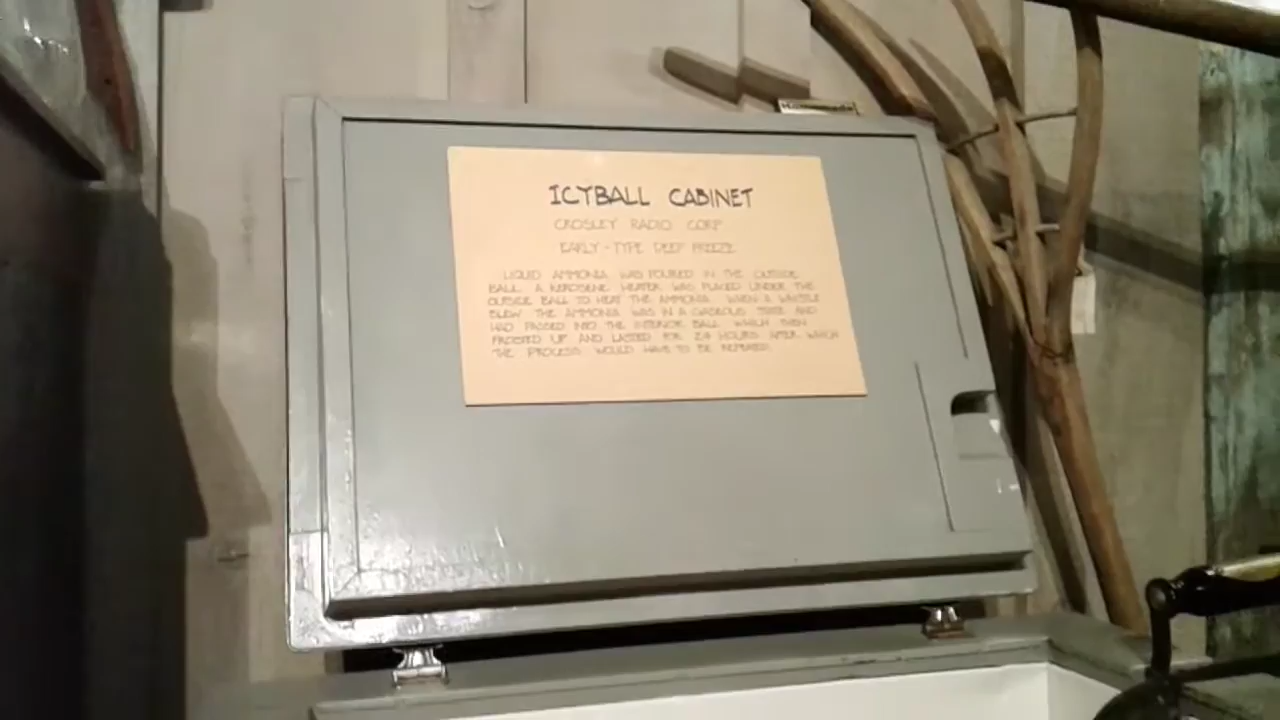 ICYBALL CABINET
CROSLEY RADIO CORP
EARLY-TYPE DEEP FREEZE
LIQUID AMMONIA WAS POURED IN THE OUTSIDE
BALL. A KEROSENE HEATER WAS PLACED UNDER THE
OUTSIDE BALL TO HEAT THE AMMONIA. WHEN A WHISTLE
BLEW THE AMMONIA WAS IN A GASEOUS STATE AND
HAD PASSED INTO THE INTERIOR BALL WHICH THEN
FROSTED UP AND LASTED FOR 24 HOURS AFTER WHICH
THE PROCESS WOULD HAVE TO BE REPEATED.